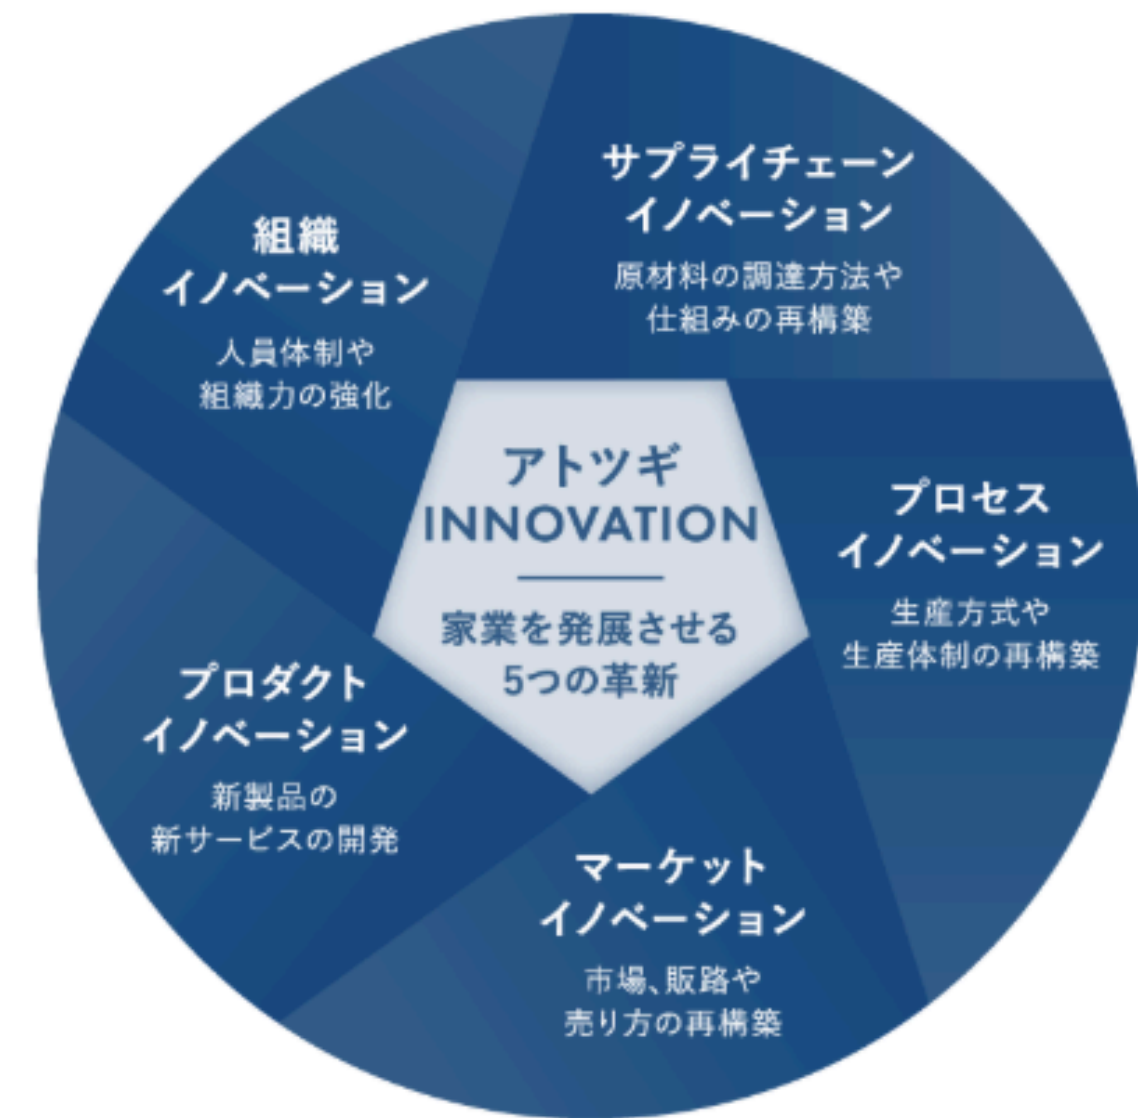 サプライチェーン
イノベーション
原材料の調達方法や
仕組みの再構築
プロセス
イノベーション
生産方式や
生産体制の再構築
マーケット
イノベーション
市場、販路や
売り方の再構築
プロダクト
イノベーション
新製品の
新サービスの開発
組織
イノベーション
人員体制や
組織力の強化
アトツギ
INNOVATION
家業を発展させる
5つの革新